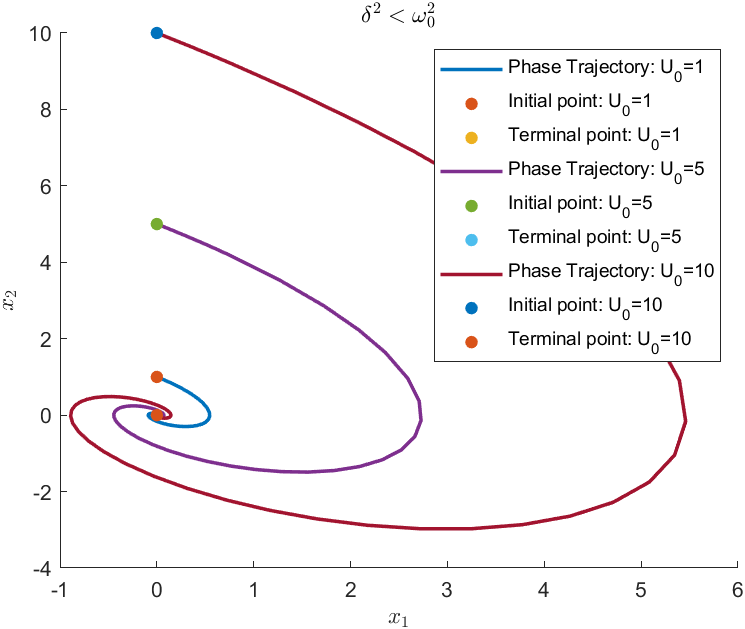 δ² < ω₀²
10
8
6
4
2
0
-2
-4
-1
0
1
2
3
4
5
6
x₂
x₁
Phase Trajectory: U₀=1
Initial point: U₀=1
Terminal point: U₀=1
Phase Trajectory: U₀=5
Initial point: U₀=5
Terminal point: U₀=5
Phase Trajectory: U₀=10
Initial point: U₀=10
Terminal point: U₀=10